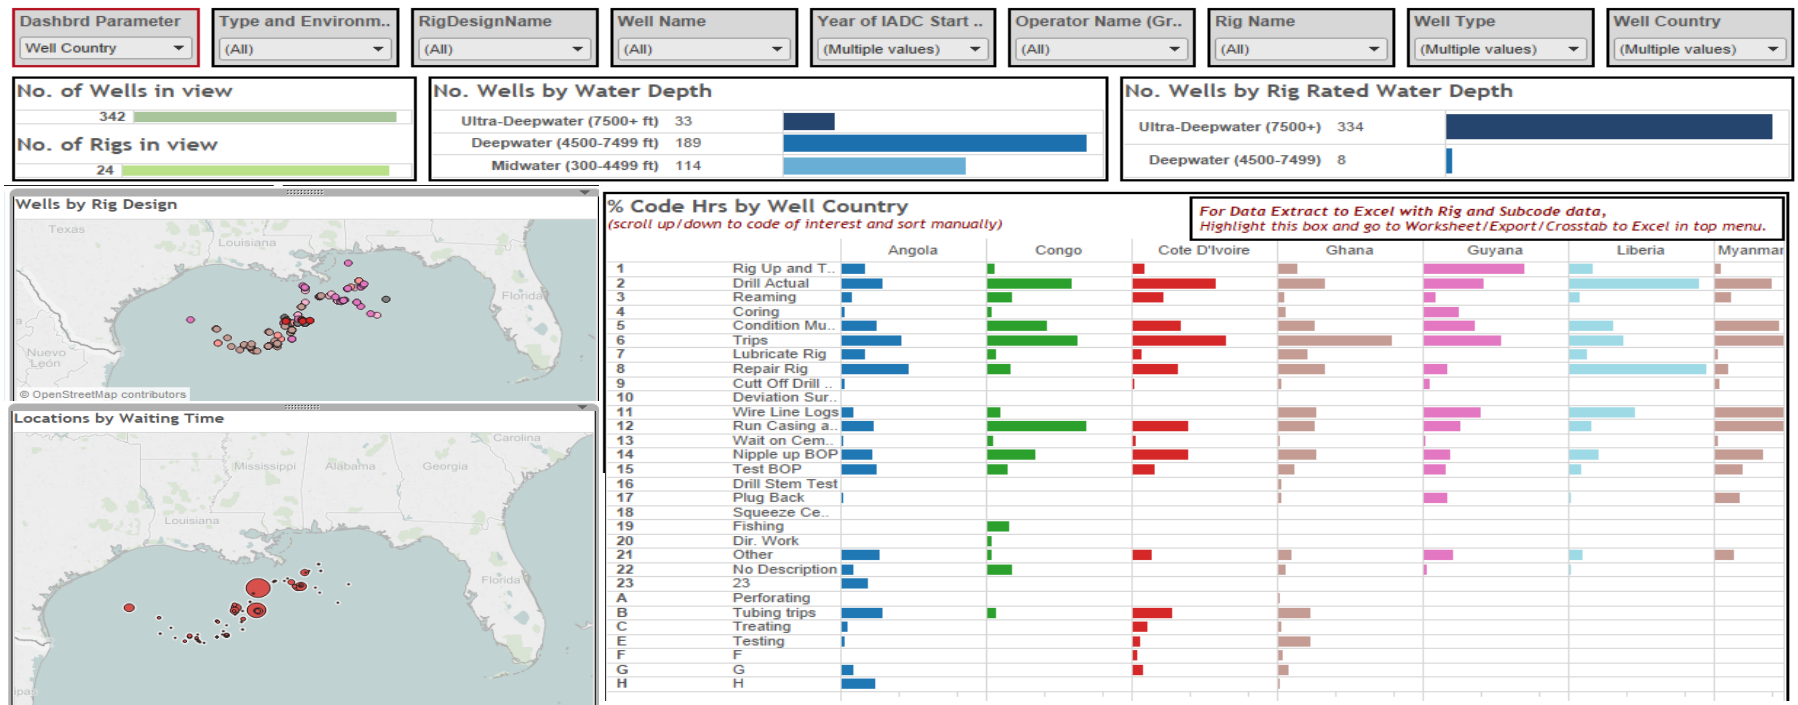 Dashbrd Parameter
Well Country
Type and Environm..
(All)
RigDesignName
(All)
Well Name
(All)
Year of IADC Start ..
(Multiple values)
Operator Name (Gr..
(All)
Rig Name
(All)
Well Type
(Multiple values)
Well Country
(Multiple values)
No. of Wells in view
342
No. of Rigs in view
24
No. Wells by Water Depth
Ultra-Deepwater (7500+ ft) 33
Deepwater (4500-7499 ft) 189
Midwater (300-4499 ft) 114
No. Wells by Rig Rated Water Depth
Ultra-Deepwater (7500+) 334
Deepwater (4500-7499) 8
Wells by Rig Design
Texas
Louisiana
Florida
Nuevo
León
© OpenStreetMap contributors
Locations by Waiting Time
Carolina
Mississippi
Alabama
Georgia
Louisiana
Florida
ipas
% Code Hrs by Well Country
(scroll up/down to code of interest and sort manually)
For Data Extract to Excel with Rig and Subcode data,
Highlight this box and go to Worksheet/Export/Crosstab to Excel in top menu.
Angola Congo Cote D'Ivoire Ghana Guyana Liberia Myanmar
1 Rig Up and T..
2 Drill Actual
3 Reaming
4 Coring
5 Condition Mu..
6 Trips
7 Lubricate Rig
8 Repair Rig
9 Cutt Off Drill ..
10 Deviation Sur..
11 Wire Line Logs
12 Run Casing a..
13 Wait on Cem..
14 Nipple up BOP
15 Test BOP
16 Drill Stem Test
17 Plug Back
18 Squeeze Ce..
19 Fishing
20 Dir. Work
21 Other
22 No Description
23 23
A Perforating
B Tubing trips
C Treating
E Testing
F F
G G
H H